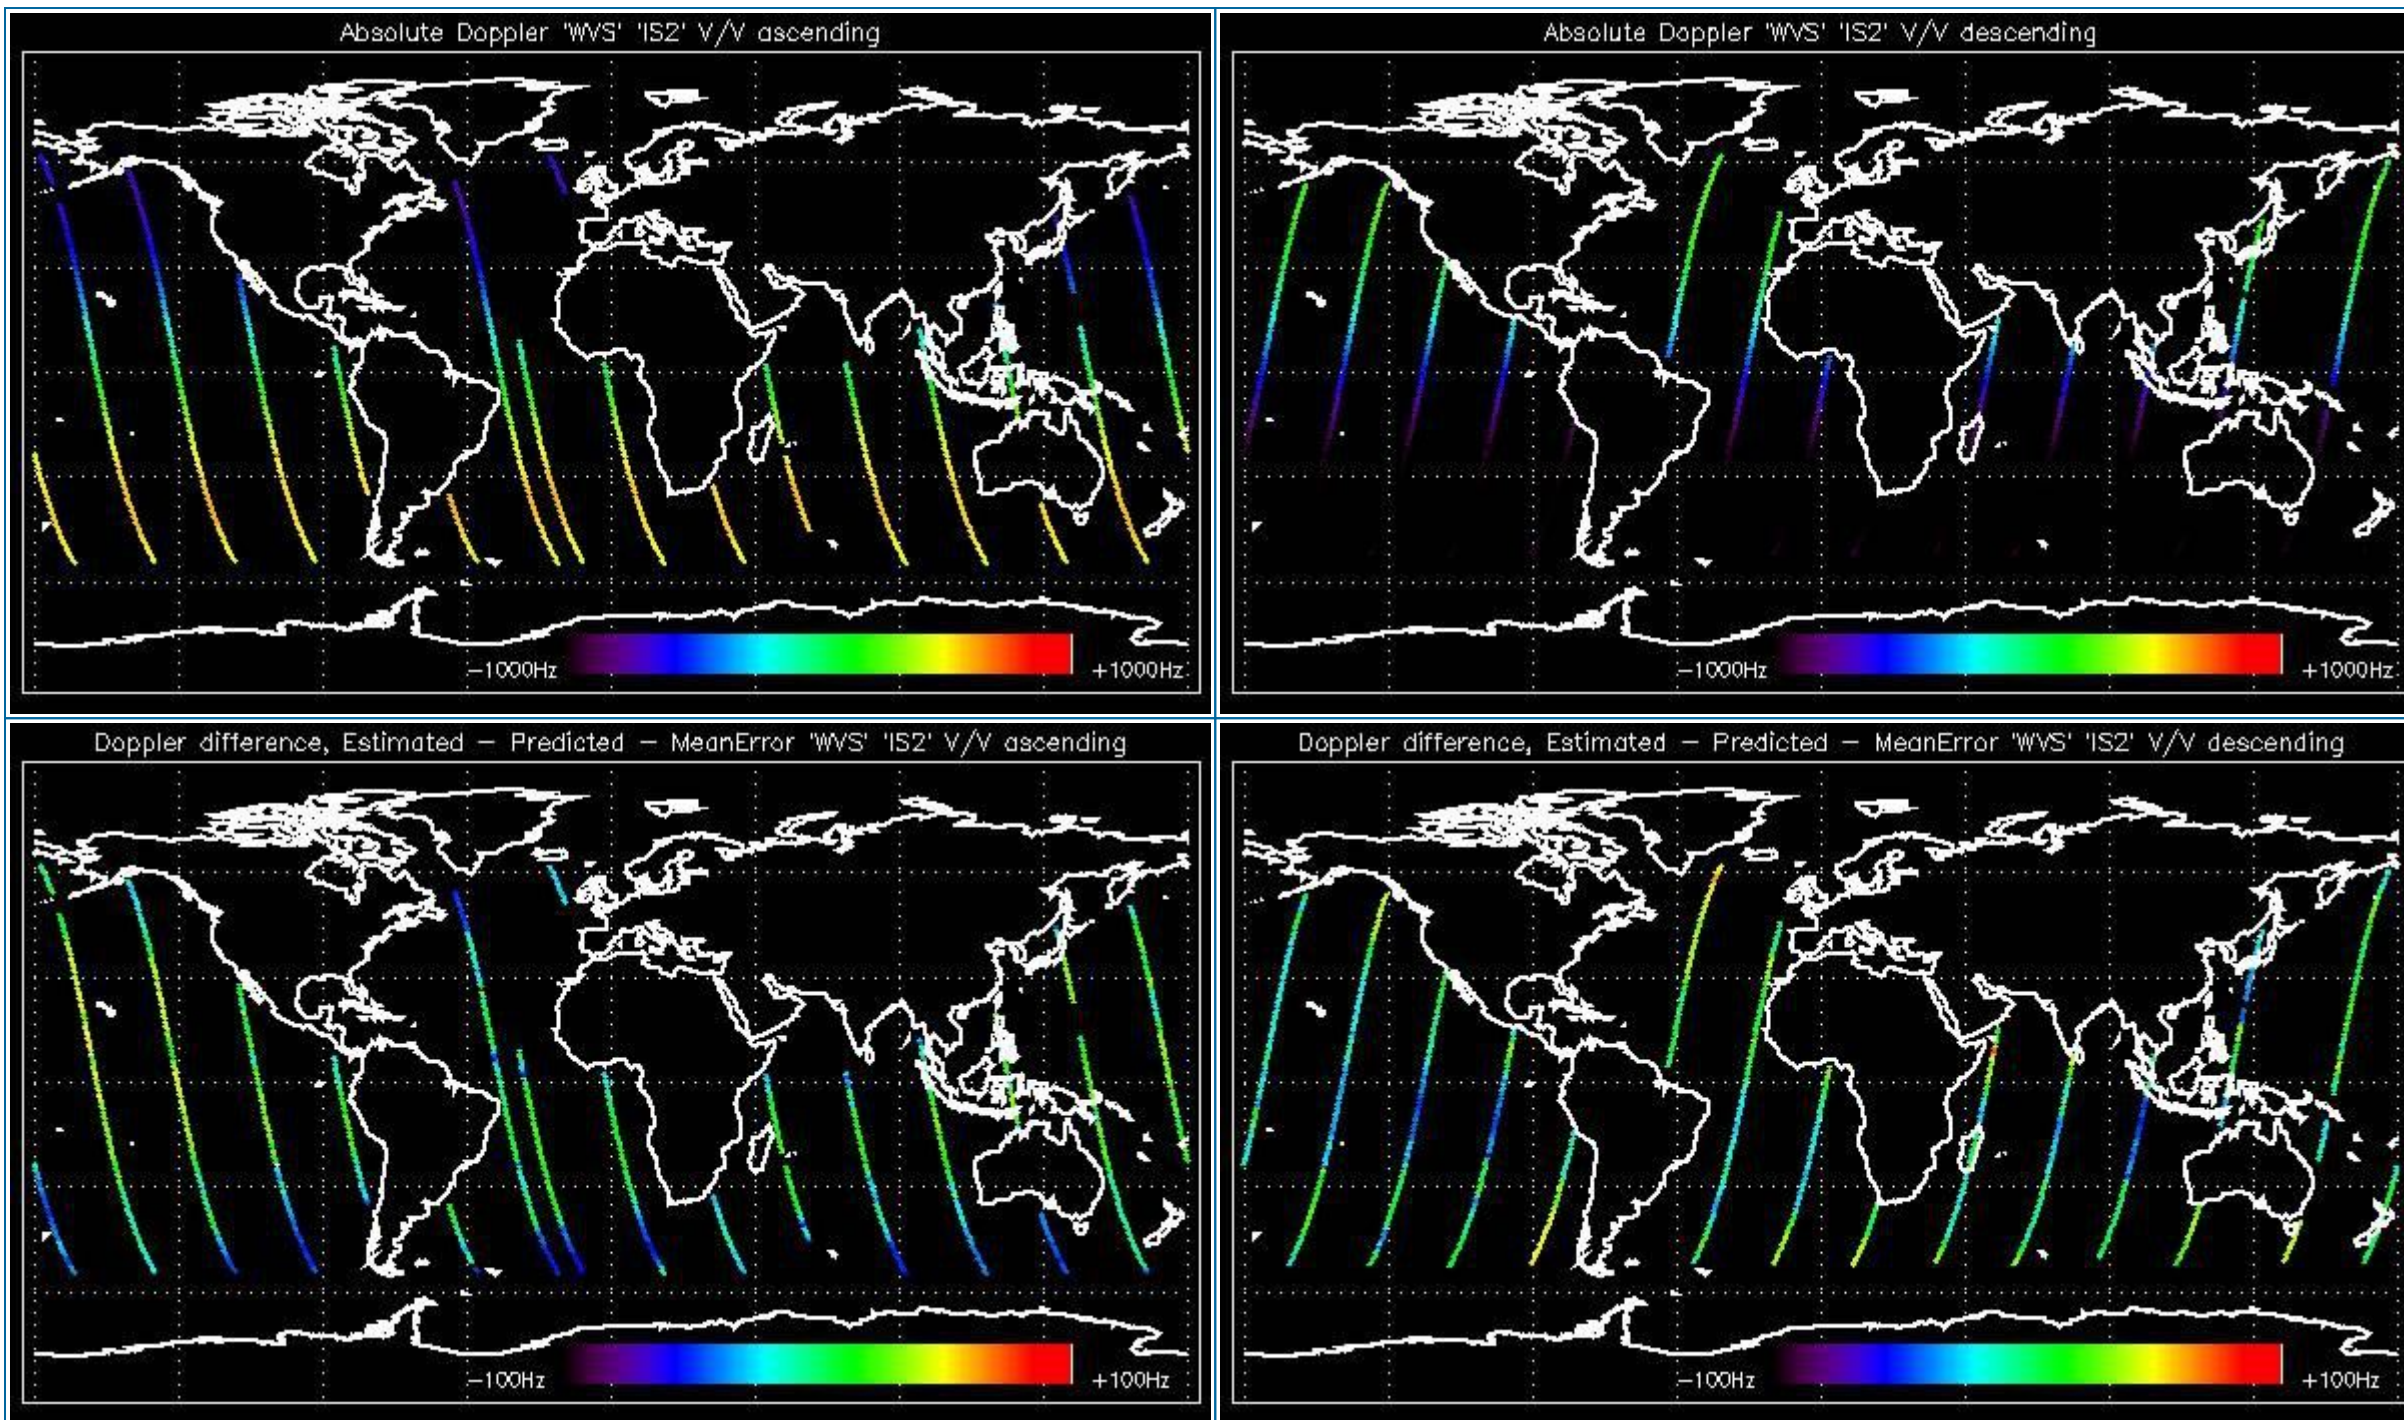 Absolute Doppler 'WVS' 'IS2' V/V ascending
-1000Hz
+1000Hz
Absolute Doppler 'WVS' 'IS2' V/V descending
-1000Hz
+1000Hz
Doppler difference, Estimated - Predicted - MeanError 'WVS' 'IS2' V/V ascending
-100Hz
+100Hz
Doppler difference, Estimated - Predicted - MeanError 'WVS' 'IS2' V/V descending
-100Hz
+100Hz